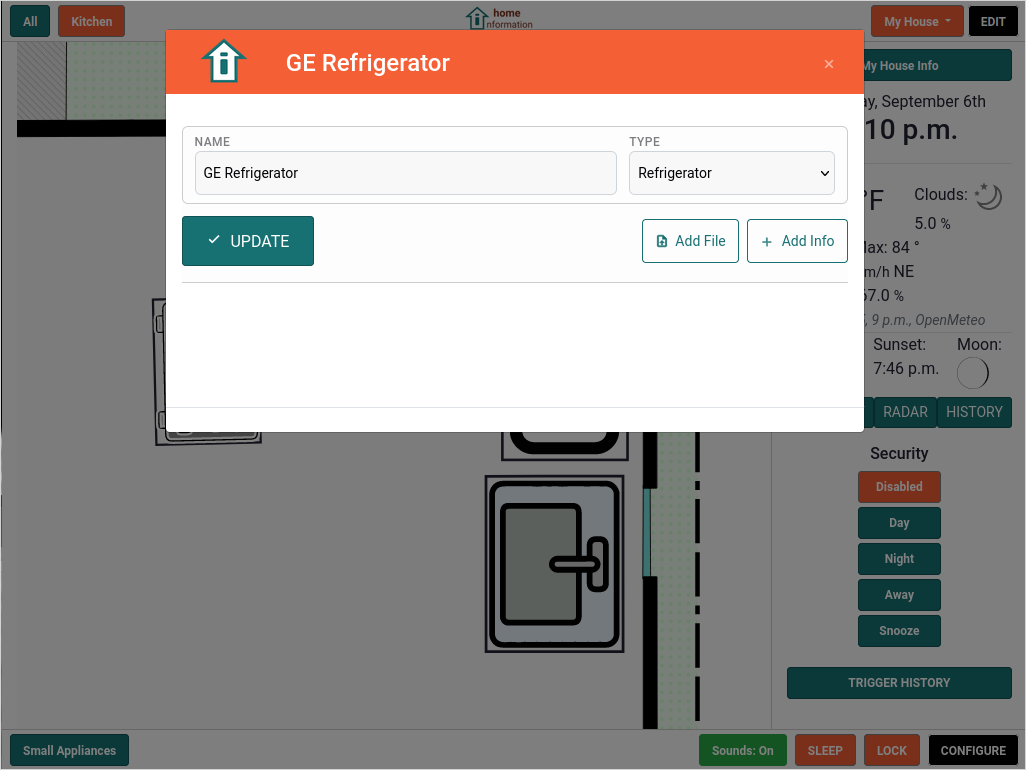 All
Kitchen
home
nformation
My House
EDIT
GE Refrigerator
×
My House Info
ay, September 6th
10 p.m.
NAME
TYPE
GE Refrigerator
Refrigerator
UPDATE
Add File
Add Info
°F
Clouds:
5.0 %
Max: 84 °
m/h NE
67.0 %
, 9 p.m., OpenMeteo
Sunset:
Moon:
7:46 p.m.
RADAR
HISTORY
Security
Disabled
Day
Night
Away
Snooze
TRIGGER HISTORY
Small Appliances
Sounds: On
SLEEP
LOCK
CONFIGURE